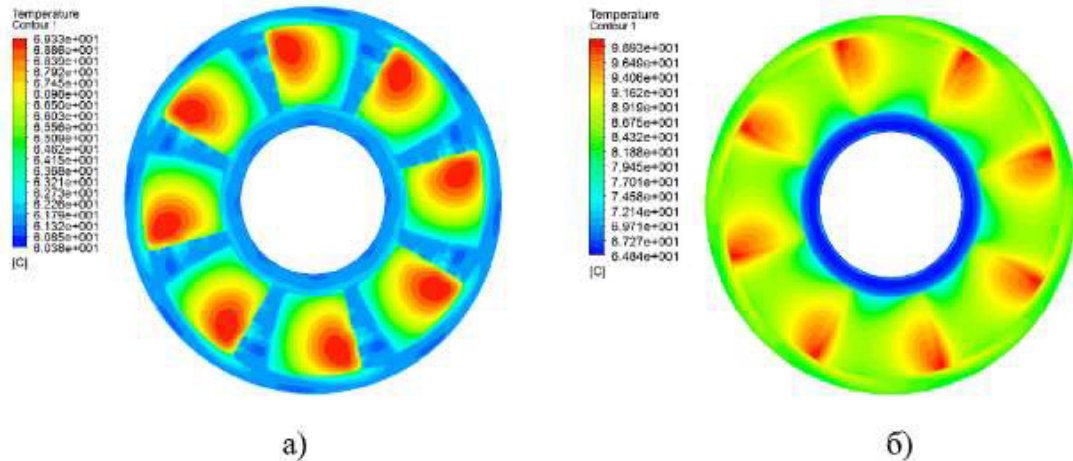 Temperature
Contour 1
6.933e+001
6.886e+001
6.839e+001
6.792e+001
6.745e+001
6.698e+001
6.650e+001
6.603e+001
6.556e+001
6.509e+001
6.462e+001
6.415e+001
6.368e+001
6.321e+001
6.273e+001
6.226e+001
6.179e+001
6.132e+001
6.085e+001
6.038e+001
[C]
а)
Temperature
Contour 1
9.893e+001
9.649e+001
9.406e+001
9.162e+001
8.919e+001
8.675e+001
8.432e+001
8.188e+001
7.945e+001
7.701e+001
7.458e+001
7.214e+001
6.971e+001
6.727e+001
6.484e+001
[C]
б)